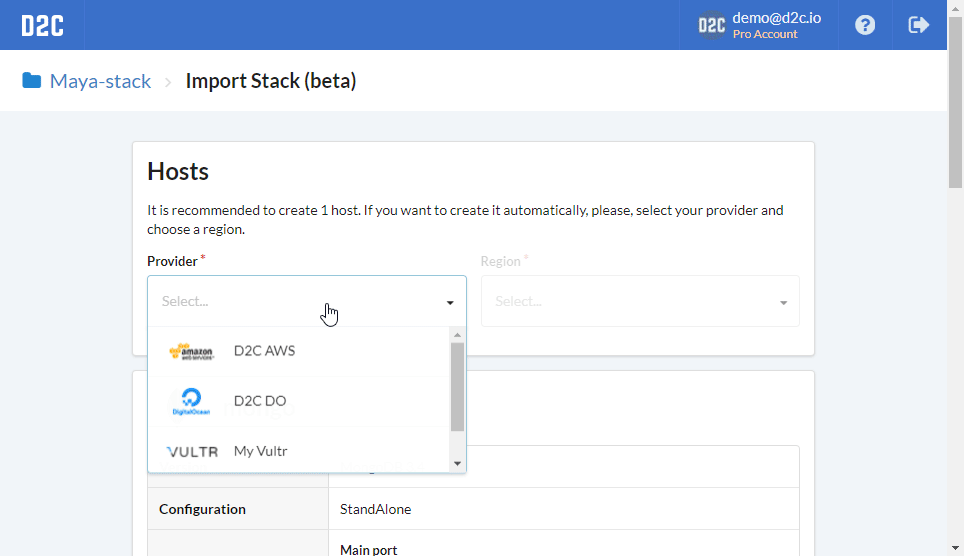 D2C
D2C
demo@d2c.io
Pro Account
Maya-stack
Import Stack (beta)
Hosts
It is recommended to create 1 host. If you want to create it automatically, please, select your provider and
choose a region.
Provider *
Region *
Select...
Select...
amazon
web services
D2C AWS
DigitalOcean
D2C DO
VULTR
My Vultr
Configuration
StandAlone
Main port